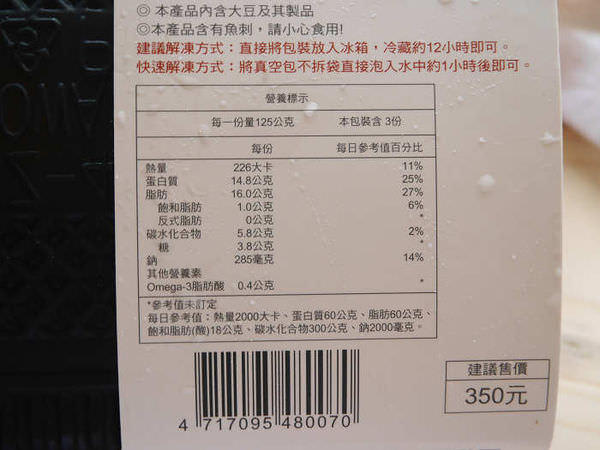 ◎ 本產品內含大豆及其製品
◎本產品含有魚刺，請小心食用!
建議解凍方式：直接將包裝放入冰箱，冷藏約12小時即可。
快速解凍方式：將真空包不拆袋直接泡入水中約1小時後即可。
營養標示
每一份量125公克 本包裝含 3份
每份 每日參考值百分比
熱量 226大卡 11%
蛋白質 14.8公克 25%
脂肪 16.0公克 27%
飽和脂肪 1.0公克 6%
反式脂肪 0公克 *
碳水化合物 5.8公克 2%
糖 3.8公克 *
鈉 285毫克 14%
其他營養素
Omega-3脂肪酸 0.4公克 *
*參考值未訂定
每日參考值：熱量2000大卡、蛋白質60公克、脂肪60公克、
飽和脂肪(酸)18公克、碳水化合物300公克、鈉2000毫克。
4 717095 480070
建議售價
350元